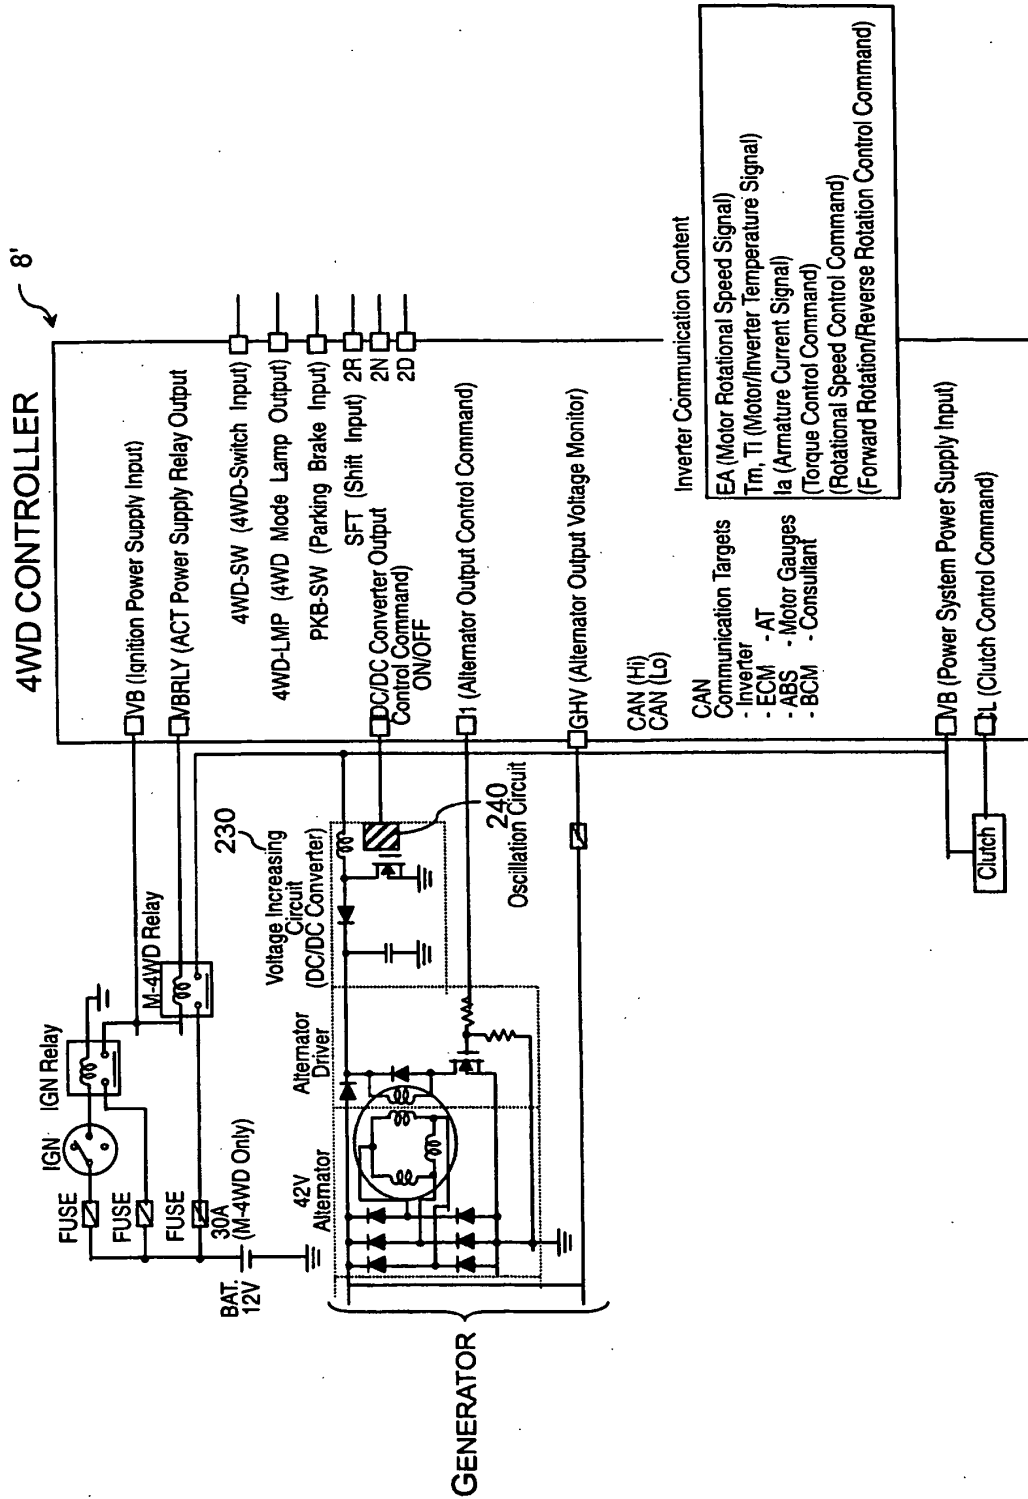 4WD CONTROLLER
8'
VB (Ignition Power Supply Input)
VBRLY (ACT Power Supply Relay Output
4WD-SW (4WD-Switch Input)
4WD-LMP (4WD Mode Lamp Output)
PKB-SW (Parking Brake Input)
SFT (Shift Input) 2R
2N
2D
DC/DC Converter Output
Control Command)
ON/OFF
1 (Alternator Output Control Command)
GHV (Alternator Output Voltage Monitor)
CAN (Hi)
CAN (Lo)
CAN
Communication Targets
- Inverter
- ECM - AT
- ABS - Motor Gauges
- BCM - Consultant
Inverter Communication Content
EA (Motor Rotational Speed Signal)
Tm, Ti (Motor/Inverter Temperature Signal)
Ia (Armature Current Signal)
(Torque Control Command)
(Rotational Speed Control Command)
(Forward Rotation/Reverse Rotation Control Command)
VB (Power System Power Supply Input)
CL (Clutch Control Command)
Clutch
M-4WD Relay
IGN Relay
IGN
FUSE
FUSE
FUSE
30A
(M-4WD Only)
BAT.
12V
230
Voltage Increasing
Circuit
(DC/DC Converter)
240
Oscillation Circuit
Alternator
Driver
42V
Alternator
GENERATOR